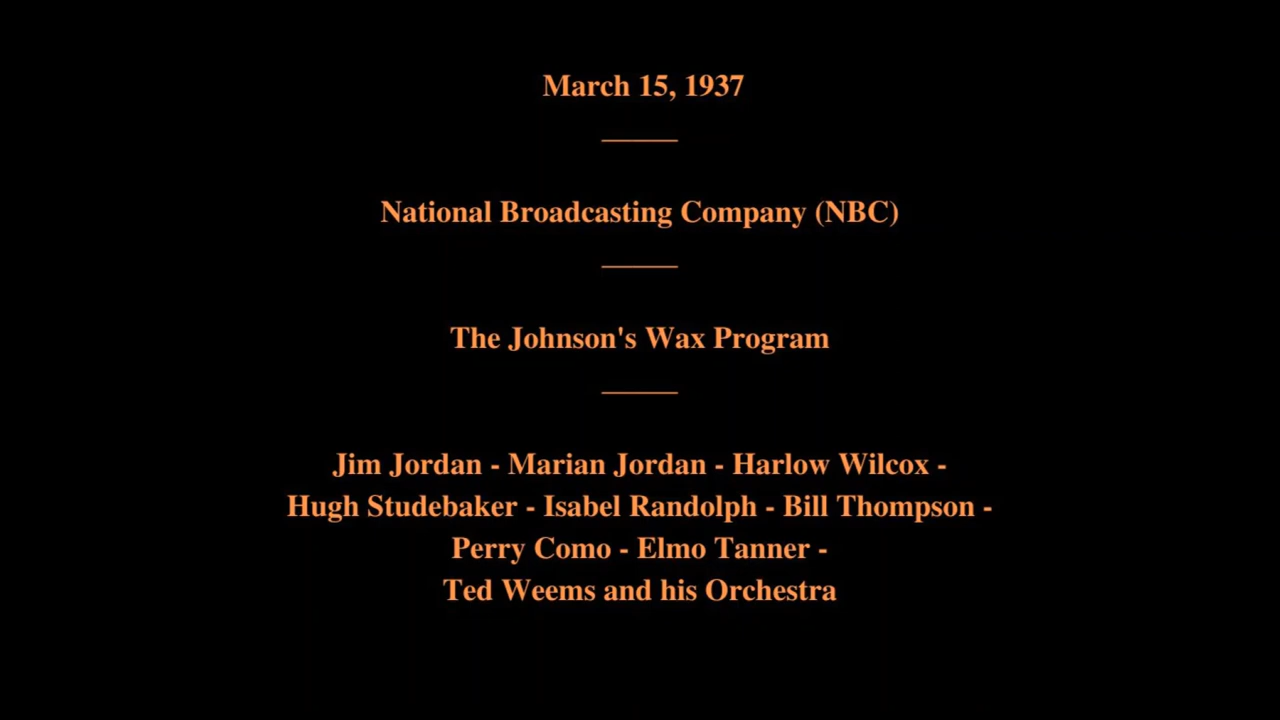 March 15, 1937
National Broadcasting Company (NBC)
The Johnson's Wax Program
Jim Jordan - Marian Jordan - Harlow Wilcox -
Hugh Studebaker - Isabel Randolph - Bill Thompson -
Perry Como - Elmo Tanner -
Ted Weems and his Orchestra